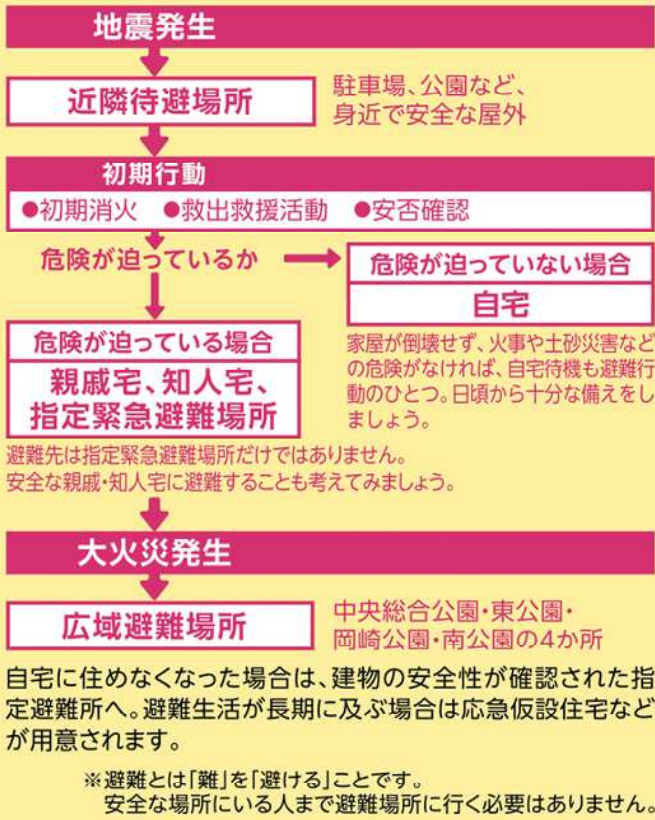 地震発生
近隣待避場所
駐車場、公園など、
身近で安全な屋外
初期行動
●初期消火 ●救出救援活動 ●安否確認
危険が迫っているか
危険が迫っていない場合
自宅
家屋が倒壊せず、火事や土砂災害など
の危険がなければ、自宅待機も避難行
動のひとつ。日頃から十分な備えをし
ましょう。
危険が迫っている場合
親戚宅、知人宅、
指定緊急避難場所
避難先は指定緊急避難場所だけではありません。
安全な親戚・知人宅に避難することも考えてみましょう。
大火災発生
広域避難場所
中央総合公園・東公園・
岡崎公園・南公園の4か所
自宅に住めなくなった場合は、建物の安全性が確認された指
定避難所へ。避難生活が長期に及ぶ場合は応急仮設住宅など
が用意されます。
※避難とは「難」を「避ける」ことです。
安全な場所にいる人まで避難場所に行く必要はありません。